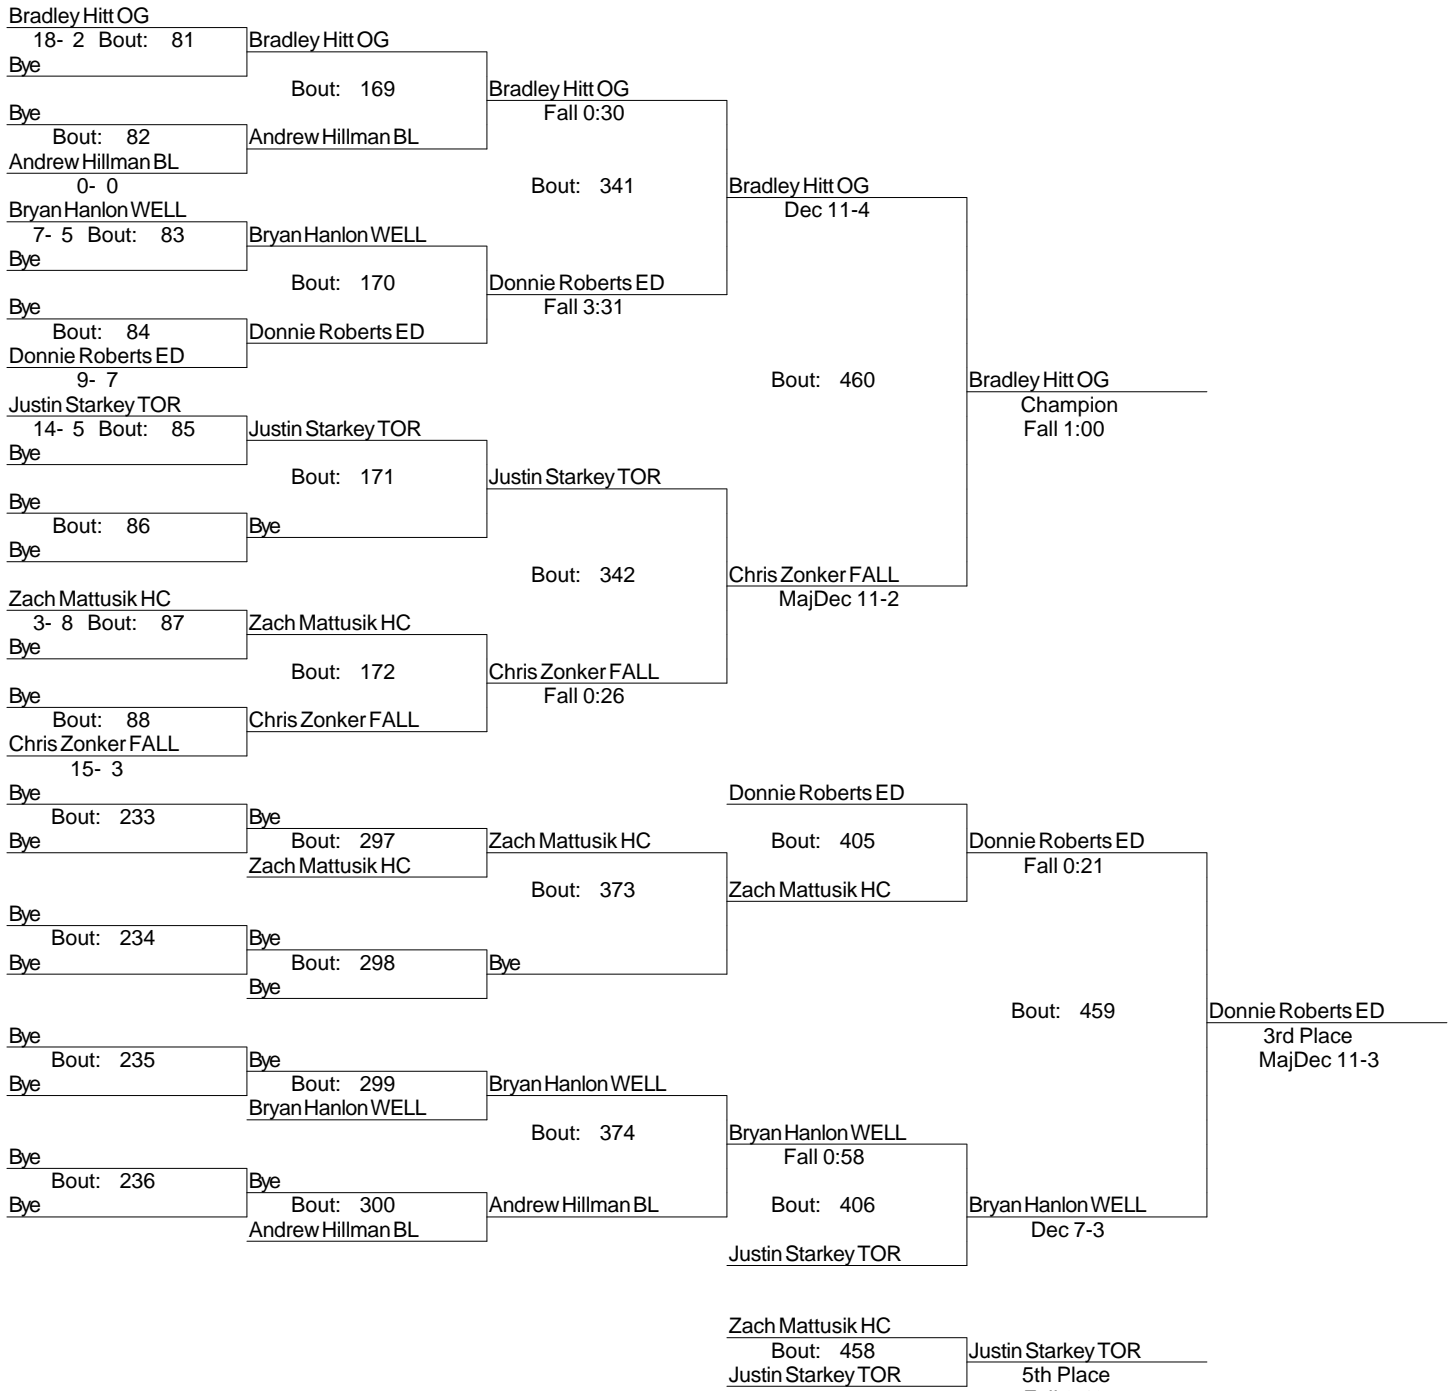 Bradley Hitt OG
18- 2 Bout: 81
Bye
Bradley Hitt OG
Bout: 169
Bye
Bout: 82
Andrew Hillman BL
0- 0
Andrew Hillman BL
Bradley Hitt OG
Fall 0:30
Bout: 341
Bryan Hanlon WELL
7- 5 Bout: 83
Bye
Bryan Hanlon WELL
Bout: 170
Bye
Bout: 84
Donnie Roberts ED
9- 7
Donnie Roberts ED
Donnie Roberts ED
Fall 3:31
Bradley Hitt OG
Dec 11-4
Bout: 460
Justin Starkey TOR
14- 5 Bout: 85
Bye
Justin Starkey TOR
Bout: 171
Bye
Bout: 86
Bye
Bye
Justin Starkey TOR
Bout: 342
Zach Mattusik HC
3- 8 Bout: 87
Bye
Zach Mattusik HC
Bout: 172
Bye
Bout: 88
Chris Zonker FALL
15- 3
Chris Zonker FALL
Chris Zonker FALL
Fall 0:26
Chris Zonker FALL
MajDec 11-2
Bradley Hitt OG
Champion
Fall 1:00
Bye
Bout: 233
Bye
Bye
Bout: 297
Zach Mattusik HC
Zach Mattusik HC
Bout: 373
Bye
Bout: 234
Bye
Bye
Bout: 298
Bye
Bye
Donnie Roberts ED
Bout: 405
Zach Mattusik HC
Donnie Roberts ED
Fall 0:21
Bout: 459
Bye
Bout: 235
Bye
Bye
Bout: 299
Bryan Hanlon WELL
Bryan Hanlon WELL
Bout: 374
Bye
Bout: 236
Bye
Bye
Bout: 300
Andrew Hillman BL
Andrew Hillman BL
Bryan Hanlon WELL
Fall 0:58
Bout: 406
Justin Starkey TOR
Bryan Hanlon WELL
Dec 7-3
Donnie Roberts ED
3rd Place
MajDec 11-3
Zach Mattusik HC
Bout: 458
Justin Starkey TOR
Justin Starkey TOR
5th Place